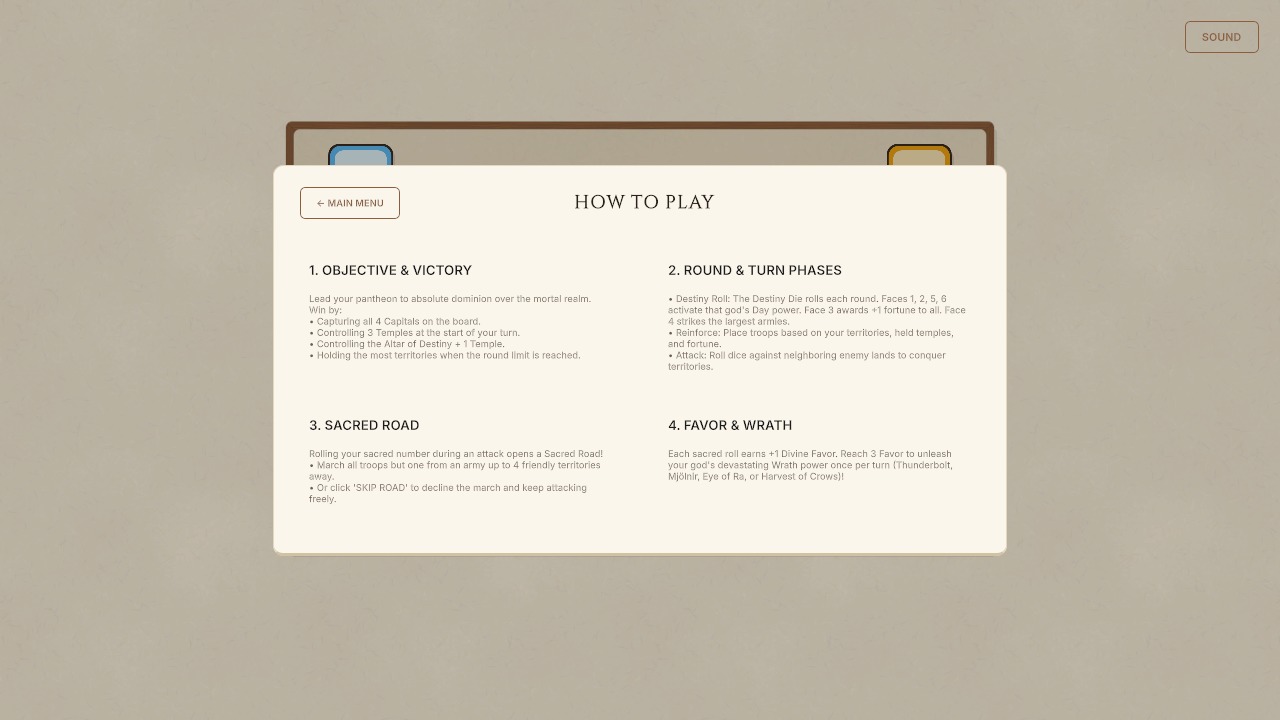 SOUND
← MAIN MENU
HOW TO PLAY
1. OBJECTIVE & VICTORY
Lead your pantheon to absolute dominion over the mortal realm.
Win by:
• Capturing all 4 Capitals on the board.
• Controlling 3 Temples at the start of your turn.
• Controlling the Altar of Destiny + 1 Temple.
• Holding the most territories when the round limit is reached.
2. ROUND & TURN PHASES
• Destiny Roll: The Destiny Die rolls each round. Faces 1, 2, 5, 6
activate that god's Day power. Face 3 awards +1 fortune to all. Face
4 strikes the largest armies.
• Reinforce: Place troops based on your territories, held temples,
and fortune.
• Attack: Roll dice against neighboring enemy lands to conquer
territories.
3. SACRED ROAD
Rolling your sacred number during an attack opens a Sacred Road!
• March all troops but one from an army up to 4 friendly territories
away.
• Or click 'SKIP ROAD' to decline the march and keep attacking
freely.
4. FAVOR & WRATH
Each sacred roll earns +1 Divine Favor. Reach 3 Favor to unleash
your god's devastating Wrath power once per turn (Thunderbolt,
Mjölnir, Eye of Ra, or Harvest of Crows)!